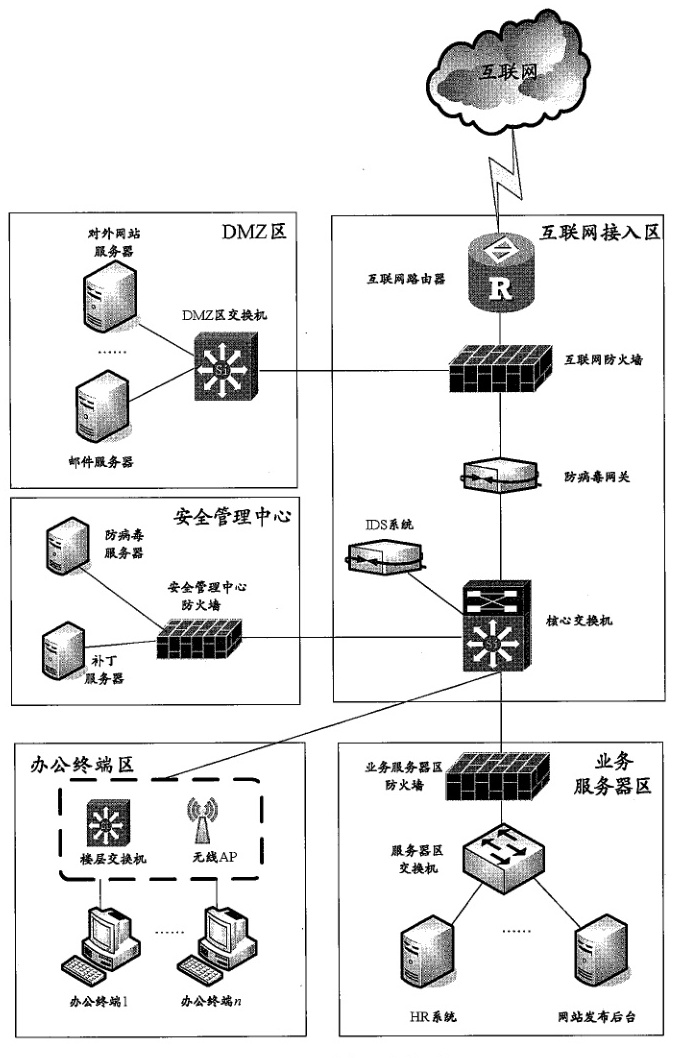 互联网
DMZ区
对外网站
服务器
DMZ区交换机
Si
......
邮件服务器
互联网接入区
互联网路由器
R
互联网防火墙
防病毒网关
IDS系统
核心交换机
Si
安全管理中心
防病毒
服务器
安全管理中心
防火墙
补丁
服务器
办公终端区
楼层交换机
Si
无线AP
......
办公终端1
办公终端n
业务
服务器区
业务服务器区
防火墙
服务器区
交换机
......
HR系统
网站发布后台